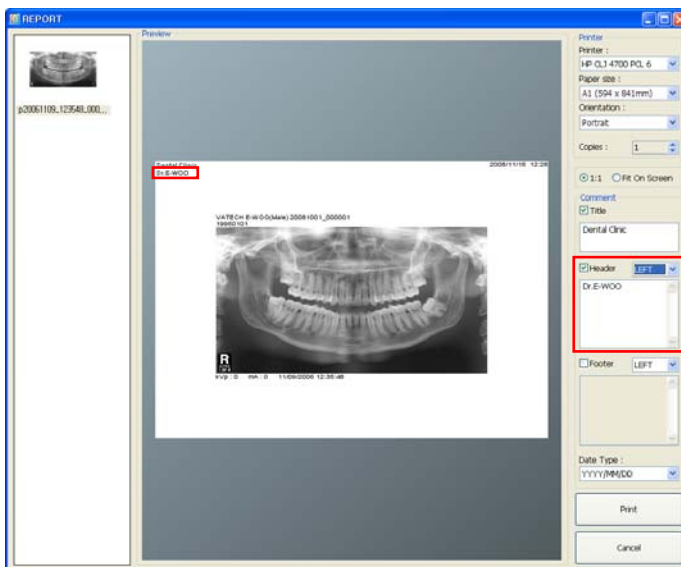 REPORT
p20061109_123548_000,,,
Preview
Dental Clinic
2006/11/16 12:28
Dr.E-WOO
VATECH E-WOO(Male) 20061001_000001
19960101
R
kVp : 0 mA : 0 11/09/2006 12:35:48
Printer
Printer :
HP CLJ 4700 PCL 6
Paper size :
A1 (594 x 841mm)
Orientation :
Portrait
Copies :
1
1:1
Fit On Screen
Comment
Title
Dental Clinic
Header
LEFT
Dr.E-WOO
Footer
LEFT
Date Type :
YYYY/MM/DD
Print
Cancel